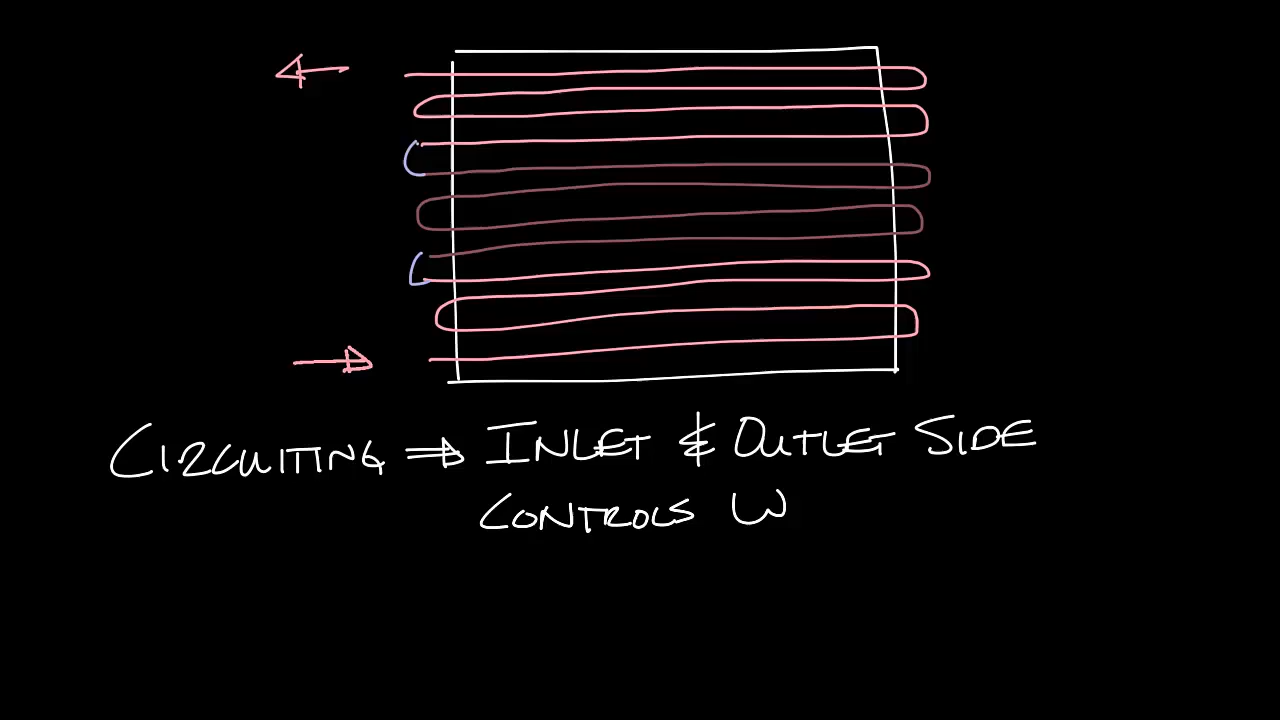 CIRCUITING ⇒ INLET & OUTLET SIDE
CONTROLS W